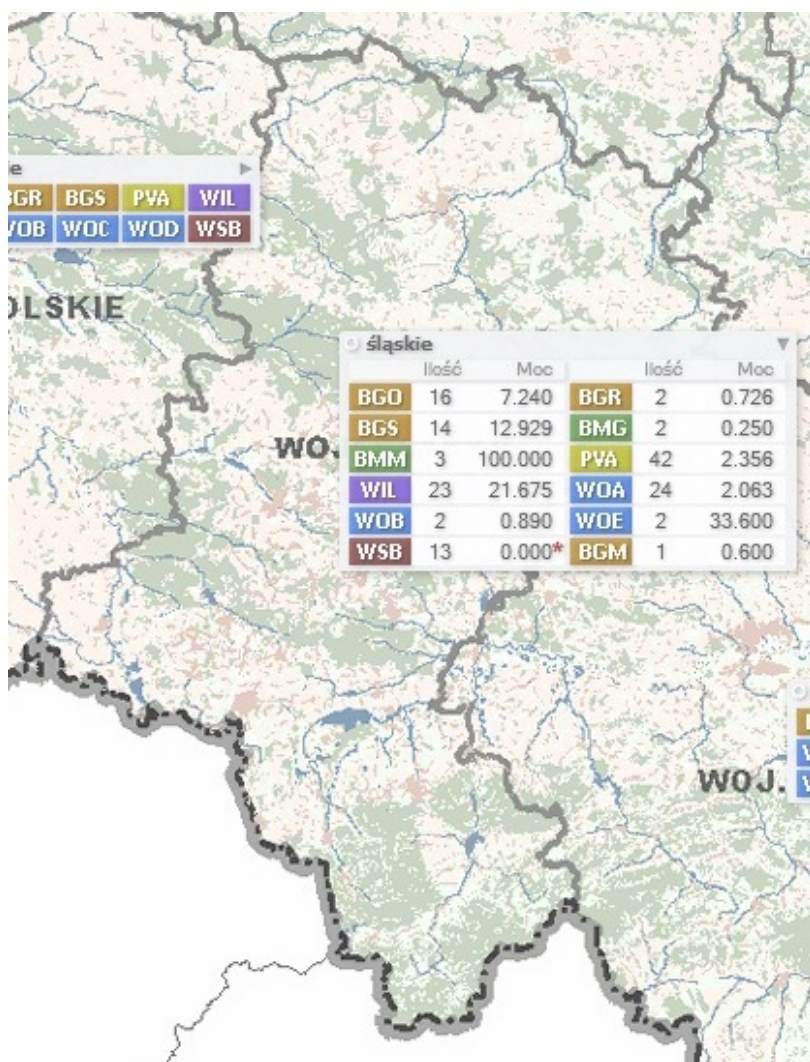 ie
BGR BGS PVA WIL
WOB WOC WOD WSB
OLSKIE
śląskie
Ilość Moc Ilość Moc
BGO 16 7.240 BGR 2 0.726
BGS 14 12.929 BMG 2 0.250
WOJ.
BMM 3 100.000 PVA 42 2.356
WIL 23 21.675 WOA 24 2.063
WOB 2 0.890 WOE 2 33.600
WSB 13 0.000* BGM 1 0.600
WOJ.